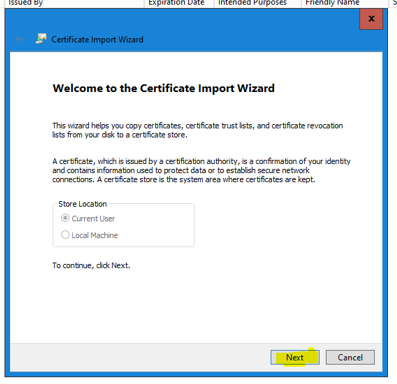 Issued By Expiration Date Intended Purposes Friendly Name S
x
Certificate Import Wizard
Welcome to the Certificate Import Wizard
This wizard helps you copy certificates, certificate trust lists, and certificate revocation
lists from your disk to a certificate store.
A certificate, which is issued by a certification authority, is a confirmation of your identity
and contains information used to protect data or to establish secure network
connections. A certificate store is the system area where certificates are kept.
Store Location
Current User
Local Machine
To continue, click Next.
Next Cancel